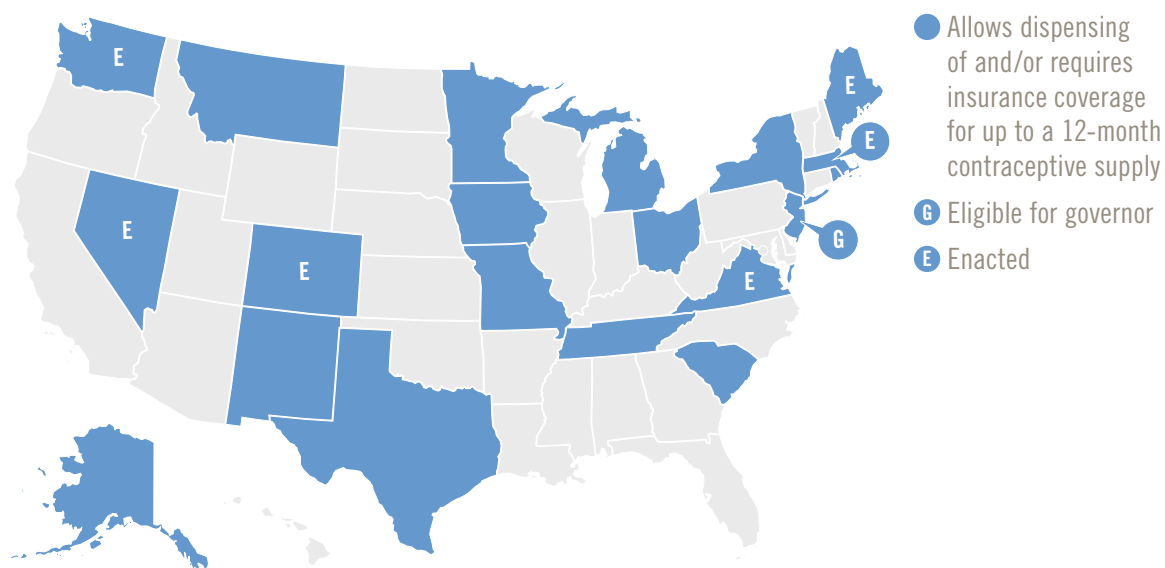 Allows dispensing
of and/or requires
insurance coverage
for up to a 12-month
contraceptive supply
G Eligible for governor
E Enacted
E
E
E
G
E
E
E
E